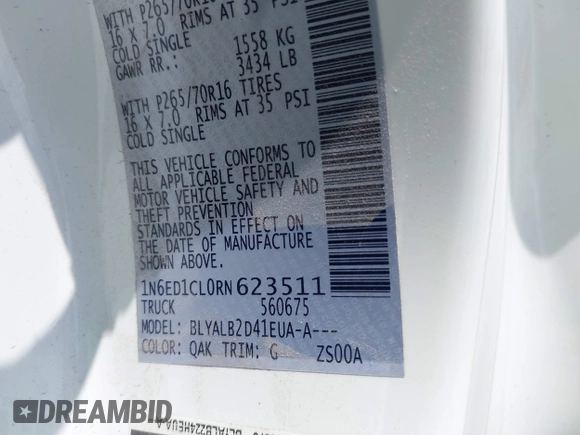 WITH P265/70R16
16 X 7.0 RIMS AT 35 PSI
COLD SINGLE
GAWR RR.: 1558 KG
3434 LB
WITH P265/70R16 TIRES
16 X 7.0 RIMS AT 35 PSI
COLD SINGLE
THIS VEHICLE CONFORMS TO
ALL APPLICABLE FEDERAL
MOTOR VEHICLE SAFETY AND
THEFT PREVENTION
STANDARDS IN EFFECT ON
THE DATE OF MANUFACTURE
SHOWN ABOVE.
1N6ED1CL0RN623511
TRUCK 560675
MODEL: BLYALB2D41EUA-A---
COLOR: QAK TRIM: G ZS00A
DREAMBID